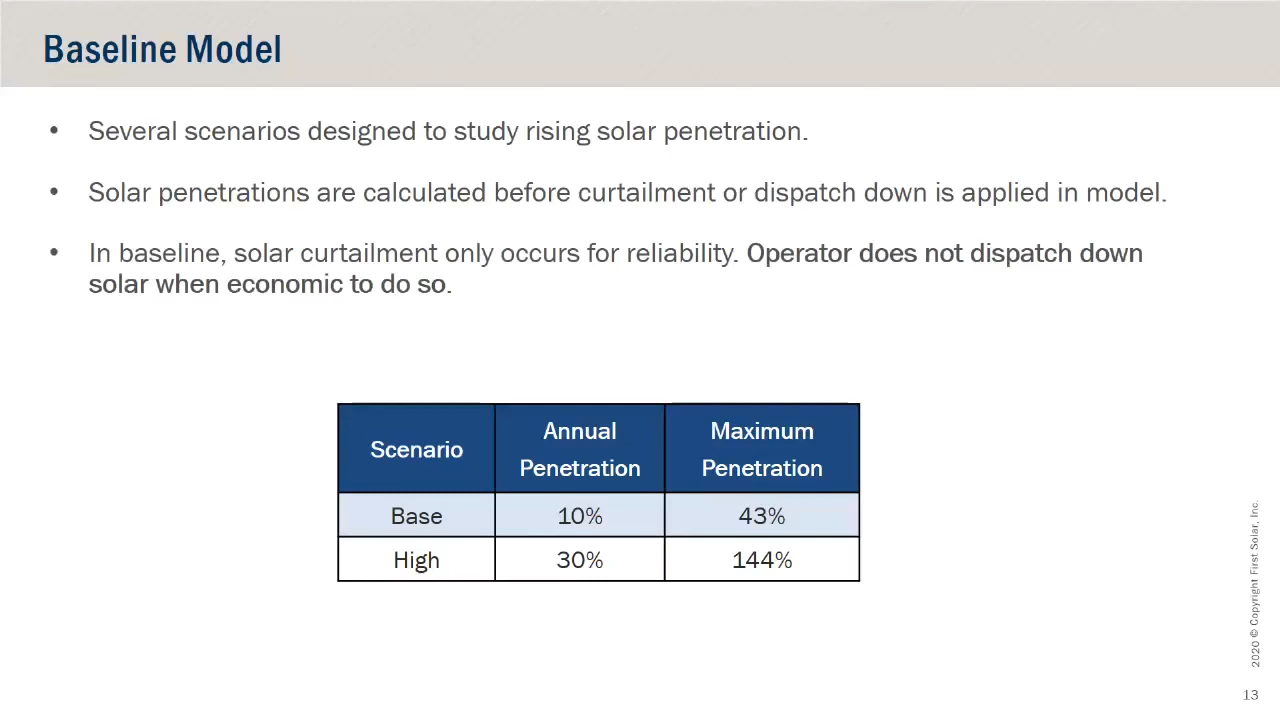 Baseline Model
• Several scenarios designed to study rising solar penetration.
• Solar penetrations are calculated before curtailment or dispatch down is applied in model.
• In baseline, solar curtailment only occurs for reliability. Operator does not dispatch down
solar when economic to do so.
Scenario Annual Penetration Maximum Penetration
Base 10% 43%
High 30% 144%
2020 © Copyright First Solar, Inc.
13